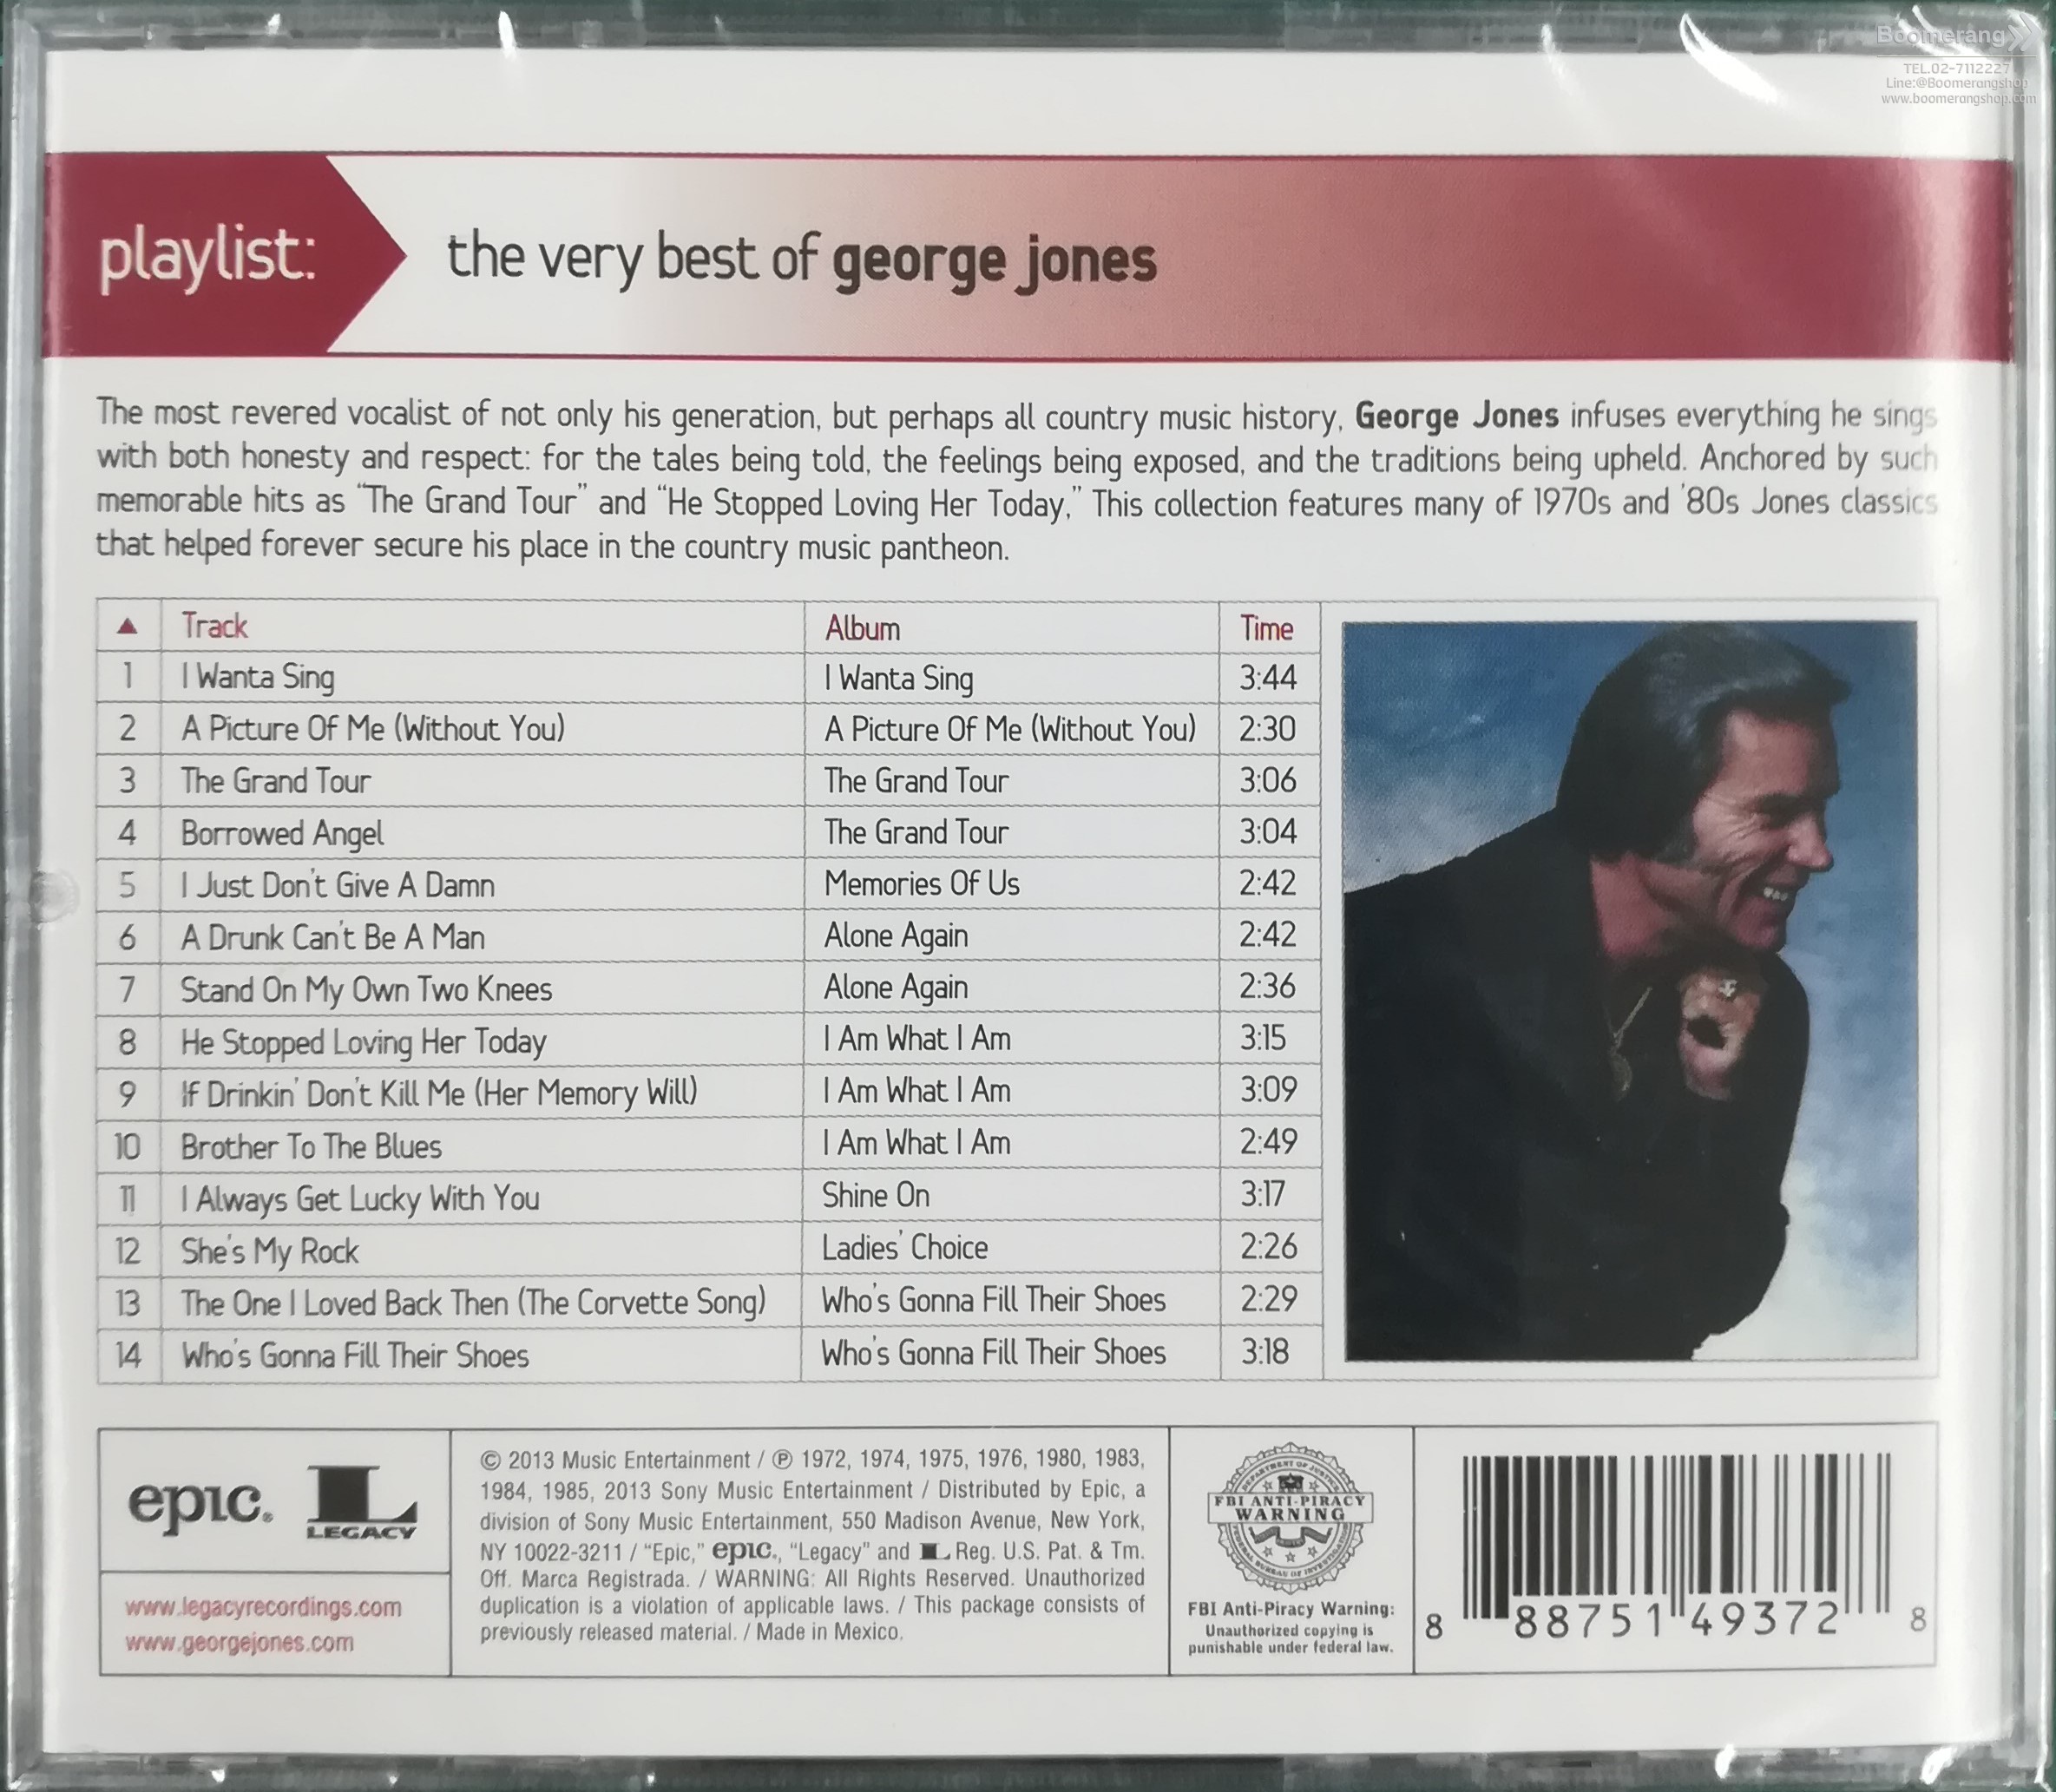 Boomerang
TEL.02-7112227
Line:@Boomerangshop
www.boomerangshop.com
playlist: the very best of george jones
The most revered vocalist of not only his generation, but perhaps all country music history, George Jones infuses everything he sings
with both honesty and respect: for the tales being told, the feelings being exposed, and the traditions being upheld. Anchored by such
memorable hits as "The Grand Tour" and "He Stopped Loving Her Today," This collection features many of 1970s and '80s Jones classics
that helped forever secure his place in the country music pantheon.
▲ Track Album Time
1 I Wanta Sing I Wanta Sing 3:44
2 A Picture Of Me (Without You) A Picture Of Me (Without You) 2:30
3 The Grand Tour The Grand Tour 3:06
4 Borrowed Angel The Grand Tour 3:04
5 I Just Don't Give A Damn Memories Of Us 2:42
6 A Drunk Can't Be A Man Alone Again 2:42
7 Stand On My Own Two Knees Alone Again 2:36
8 He Stopped Loving Her Today I Am What I Am 3:15
9 If Drinkin' Don't Kill Me (Her Memory Will) I Am What I Am 3:09
10 Brother To The Blues I Am What I Am 2:49
11 I Always Get Lucky With You Shine On 3:17
12 She's My Rock Ladies' Choice 2:26
13 The One I Loved Back Then (The Corvette Song) Who's Gonna Fill Their Shoes 2:29
14 Who's Gonna Fill Their Shoes Who's Gonna Fill Their Shoes 3:18
epic. L
LEGACY
www.legacyrecordings.com
www.georgejones.com
© 2013 Music Entertainment / ℗ 1972, 1974, 1975, 1976, 1980, 1983,
1984, 1985, 2013 Sony Music Entertainment / Distributed by Epic, a
division of Sony Music Entertainment, 550 Madison Avenue, New York,
NY 10022-3211 / "Epic," epic., "Legacy" and L Reg. U.S. Pat. & Tm.
Off. Marca Registrada. / WARNING: All Rights Reserved. Unauthorized
duplication is a violation of applicable laws. / This package consists of
previously released material. / Made in Mexico.
DEPARTMENT OF JUSTICE
FBI ANTI-PIRACY
WARNING
FEDERAL BUREAU OF INVESTIGATION
FBI Anti-Piracy Warning:
Unauthorized copying is
punishable under federal law.
8 88751 49372 8